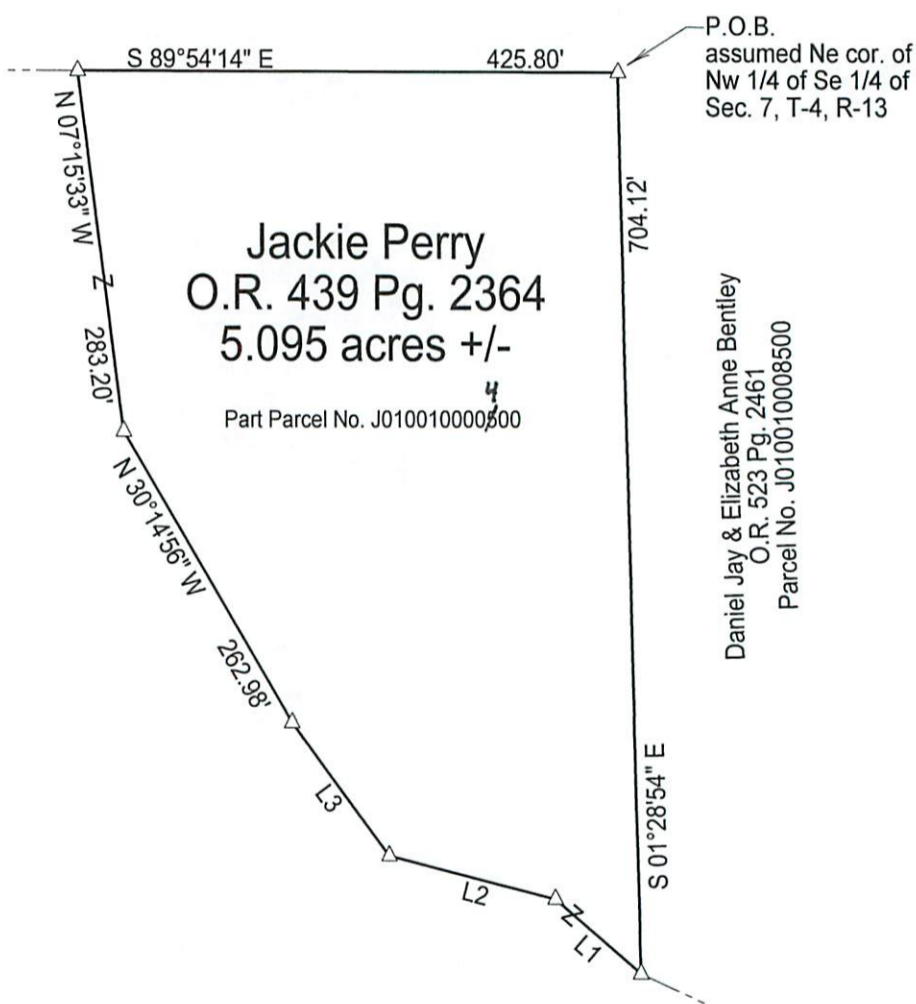 P.O.B.
assumed Ne cor. of
Nw 1/4 of Se 1/4 of
Sec. 7, T-4, R-13
S 89°54'14" E 425.80'
N 07°15'33" W Z 283.20'
704.12'
Jackie Perry
O.R. 439 Pg. 2364
5.095 acres +/-
4
Part Parcel No. J010010000500
Daniel Jay & Elizabeth Anne Bentley
O.R. 523 Pg. 2461
Parcel No. J010010008500
N 30°14'56" W 262.98'
S 01°28'54" E
L3
L2
Z
L1